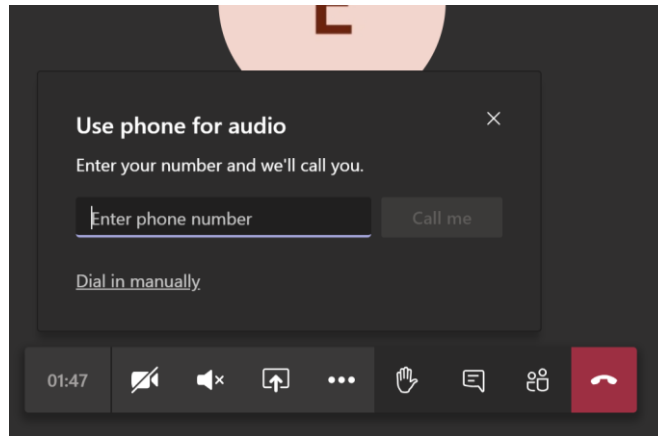 E
Use phone for audio
Enter your number and we'll call you.
Enter phone number
Call me
Dial in manually
01:47